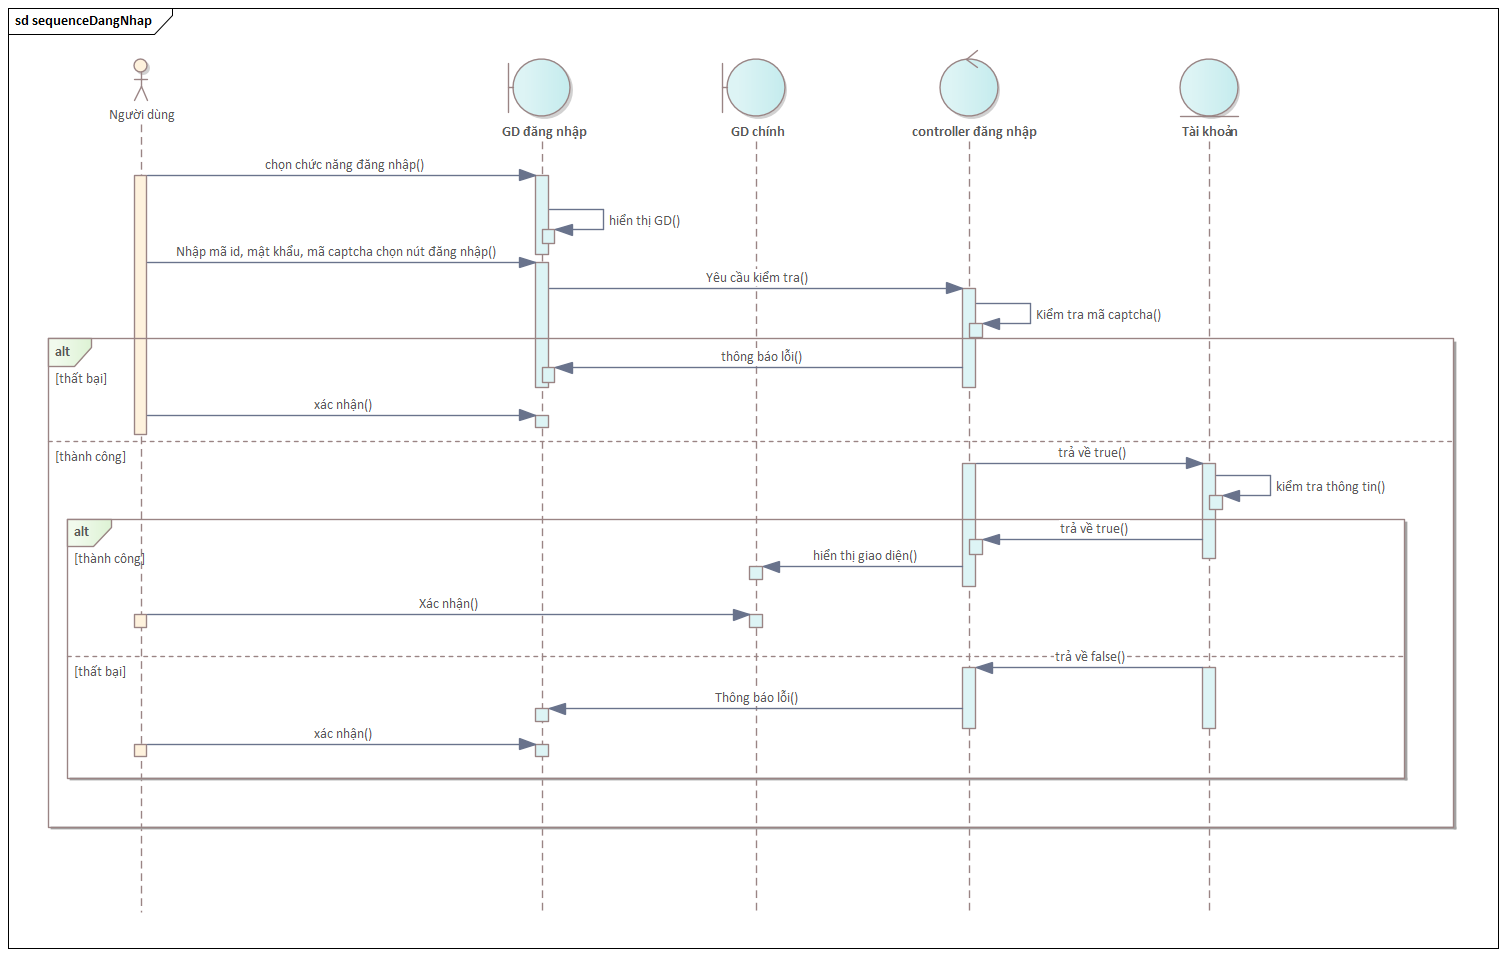 sd sequenceDangNhap
Người dùng
GD đăng nhập
GD chính
controller đăng nhập
Tài khoản
chọn chức năng đăng nhập()
hiển thị GD()
Nhập mã id, mật khẩu, mã captcha chọn nút đăng nhập()
Yêu cầu kiểm tra()
Kiểm tra mã captcha()
alt
thông báo lỗi()
[thất bại]
xác nhận()
[thành công]
trả về true()
kiểm tra thông tin()
alt
trả về true()
[thành công]
hiển thị giao diện()
Xác nhận()
trả về false()
[thất bại]
Thông báo lỗi()
xác nhận()